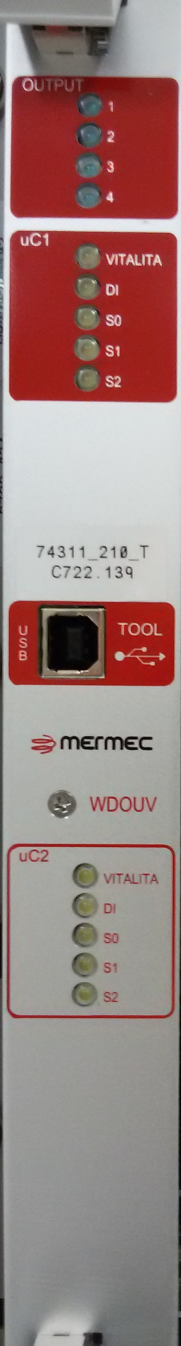 OUTPUT
1
2
3
4
uC1
VITALITA
DI
S0
S1
S2
74311_210_T
C722.139
USB
TOOL
mermec
WDOUV
uC2
VITALITA
DI
S0
S1
S2